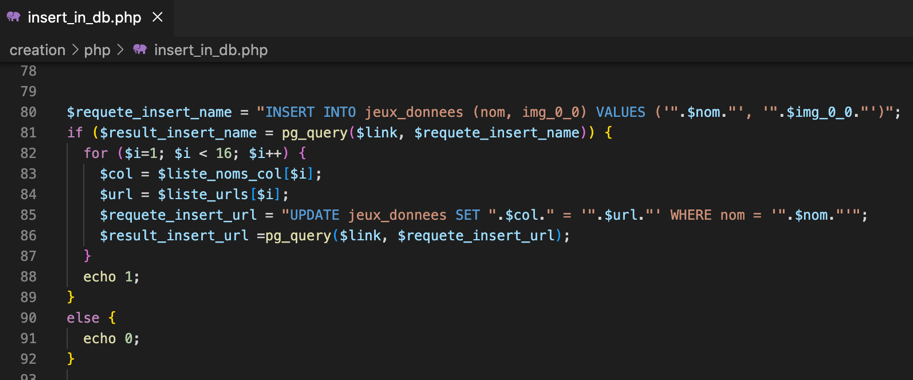 insert_in_db.php ×
creation > php > insert_in_db.php
78
79
80 $requete_insert_name = "INSERT INTO jeux_donnees (nom, img_0_0) VALUES ('".$nom."', '".$img_0_0."')";
81 if ($result_insert_name = pg_query($link, $requete_insert_name)) {
82 for ($i=1; $i < 16; $i++) {
83 $col = $liste_noms_col[$i];
84 $url = $liste_urls[$i];
85 $requete_insert_url = "UPDATE jeux_donnees SET ".$col." = '".$url."' WHERE nom = '".$nom."'";
86 $result_insert_url =pg_query($link, $requete_insert_url);
87 }
88 echo 1;
89 }
90 else {
91 echo 0;
92 }
93